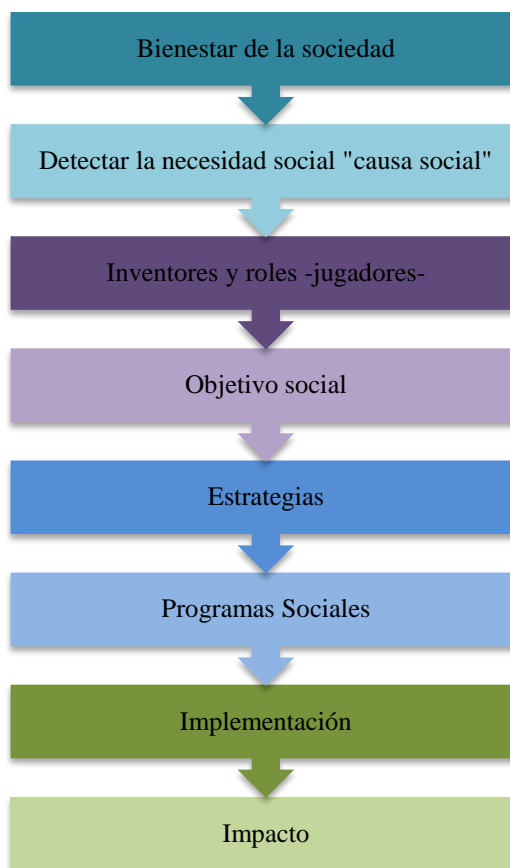 Bienestar de la sociedad
Detectar la necesidad social "causa social"
Inventores y roles -jugadores-
Objetivo social
Estrategias
Programas Sociales
Implementación
Impacto